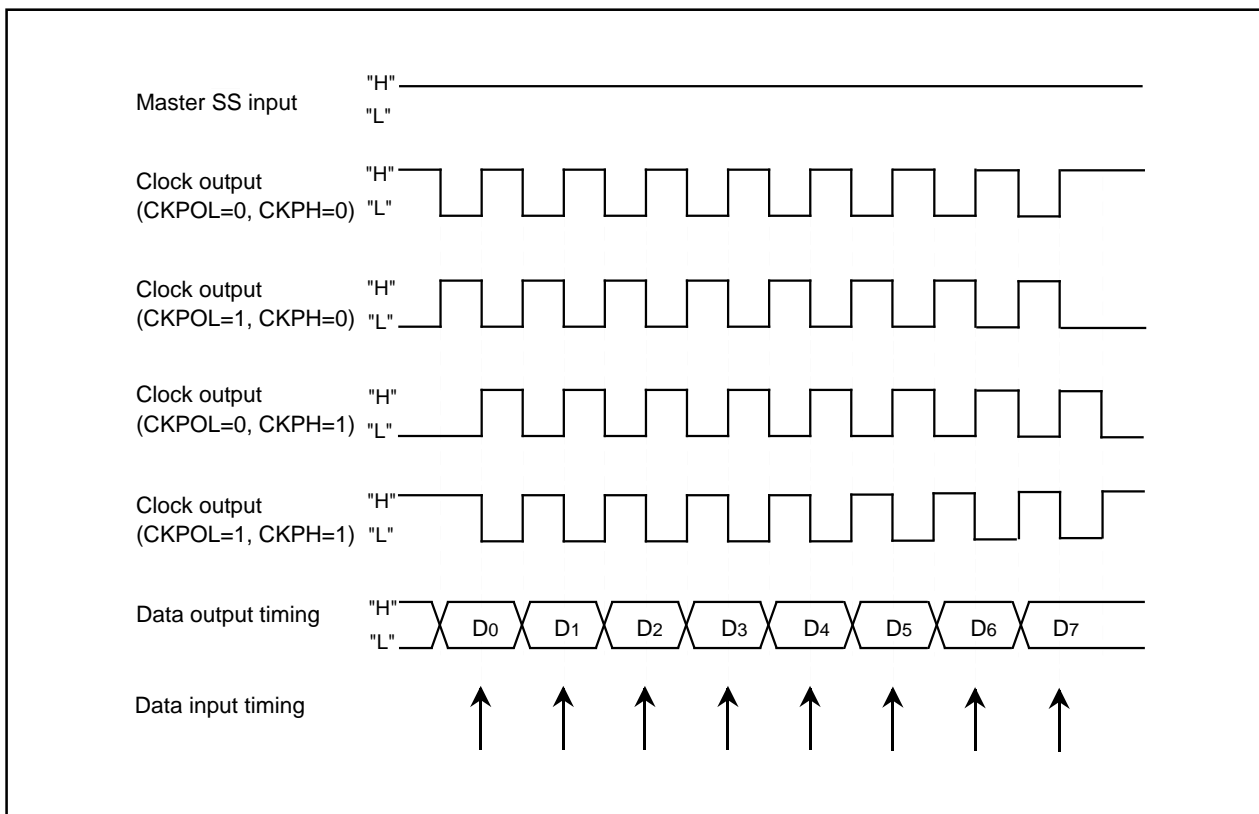 Master SS input
"H"
"L"
Clock output
(CKPOL=0, CKPH=0)
"H"
"L"
Clock output
(CKPOL=1, CKPH=0)
"H"
"L"
Clock output
(CKPOL=0, CKPH=1)
"H"
"L"
Clock output
(CKPOL=1, CKPH=1)
"H"
"L"
Data output timing
"H"
"L"
D0 D1 D2 D3 D4 D5 D6 D7
Data input timing